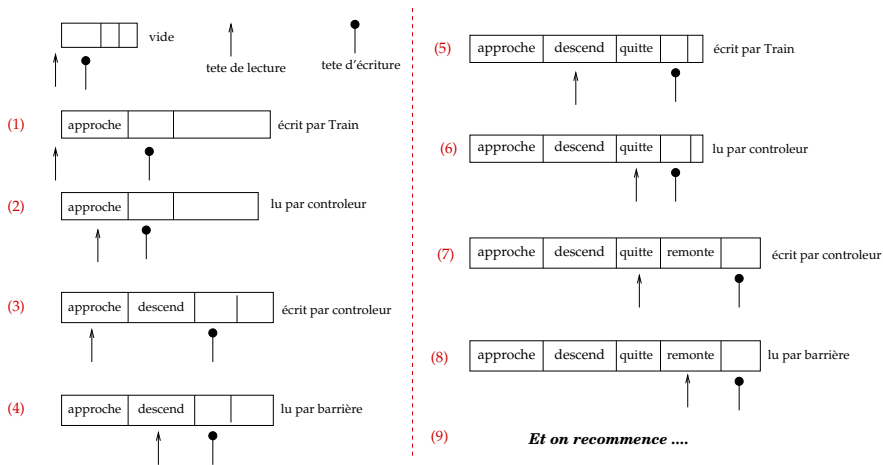 vide
tete de lecture
tete d'écriture
(1) approche écrit par Train
(2) approche lu par controleur
(3) approche descend écrit par controleur
(4) approche descend lu par barrière
(5) approche descend quitte écrit par Train
(6) approche descend quitte lu par controleur
(7) approche descend quitte remonte écrit par controleur
(8) approche descend quitte remonte lu par barrière
(9) Et on recommence ....